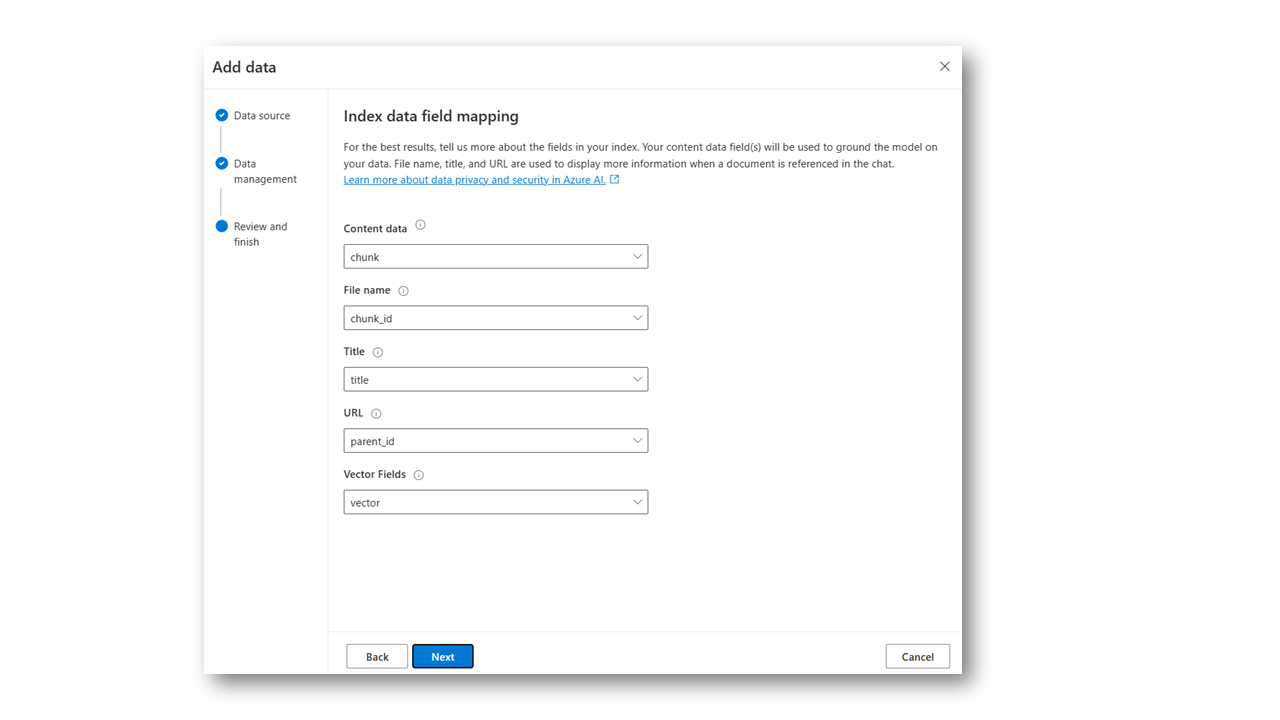 Add data
Data source
Data
management
Review and
finish
Index data field mapping
For the best results, tell us more about the fields in your index. Your content data field(s) will be used to ground the model on
your data. File name, title, and URL are used to display more information when a document is referenced in the chat.
Learn more about data privacy and security in Azure AI.
Content data
chunk
File name
chunk_id
Title
title
URL
parent_id
Vector Fields
vector
Back
Next
Cancel